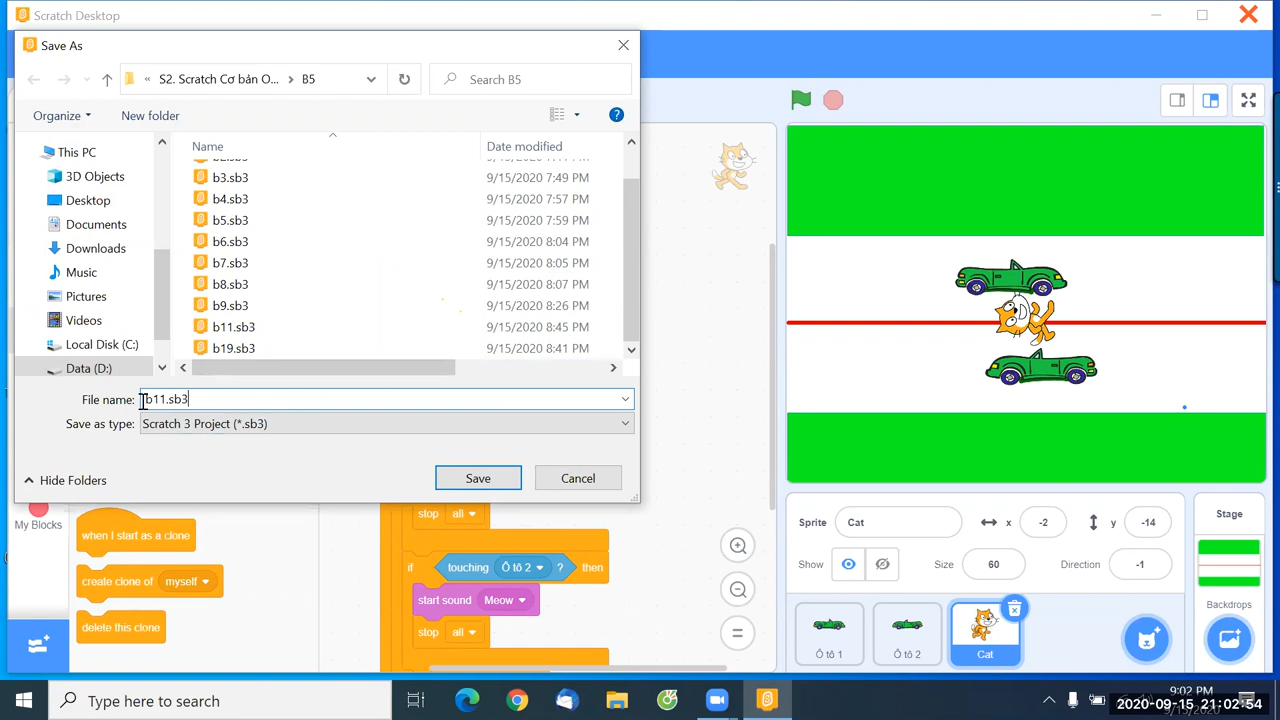 Scratch Desktop
Save As
« S2. Scratch Cơ bản O... > B5
Search B5
Organize
New folder
Name
Date modified
This PC
3D Objects
Desktop
Documents
Downloads
Music
Pictures
Videos
Local Disk (C:)
Data (D:)
b3.sb3 9/15/2020 7:49 PM
b4.sb3 9/15/2020 7:57 PM
b5.sb3 9/15/2020 7:59 PM
b6.sb3 9/15/2020 8:04 PM
b7.sb3 9/15/2020 8:05 PM
b8.sb3 9/15/2020 8:07 PM
b9.sb3 9/15/2020 8:26 PM
b11.sb3 9/15/2020 8:45 PM
b19.sb3 9/15/2020 8:41 PM
File name: b11.sb3
Save as type: Scratch 3 Project (*.sb3)
Hide Folders
Save
Cancel
My Blocks
when I start as a clone
create clone of myself
delete this clone
stop all
if touching Ô tô 2 ? then
start sound Meow
stop all
Sprite Cat x -2 y -14
Show Size 60 Direction -1
Ô tô 1
Ô tô 2
Cat
Stage
Backdrops
Type here to search
9:02 PM
2020-09-15 21:02:54